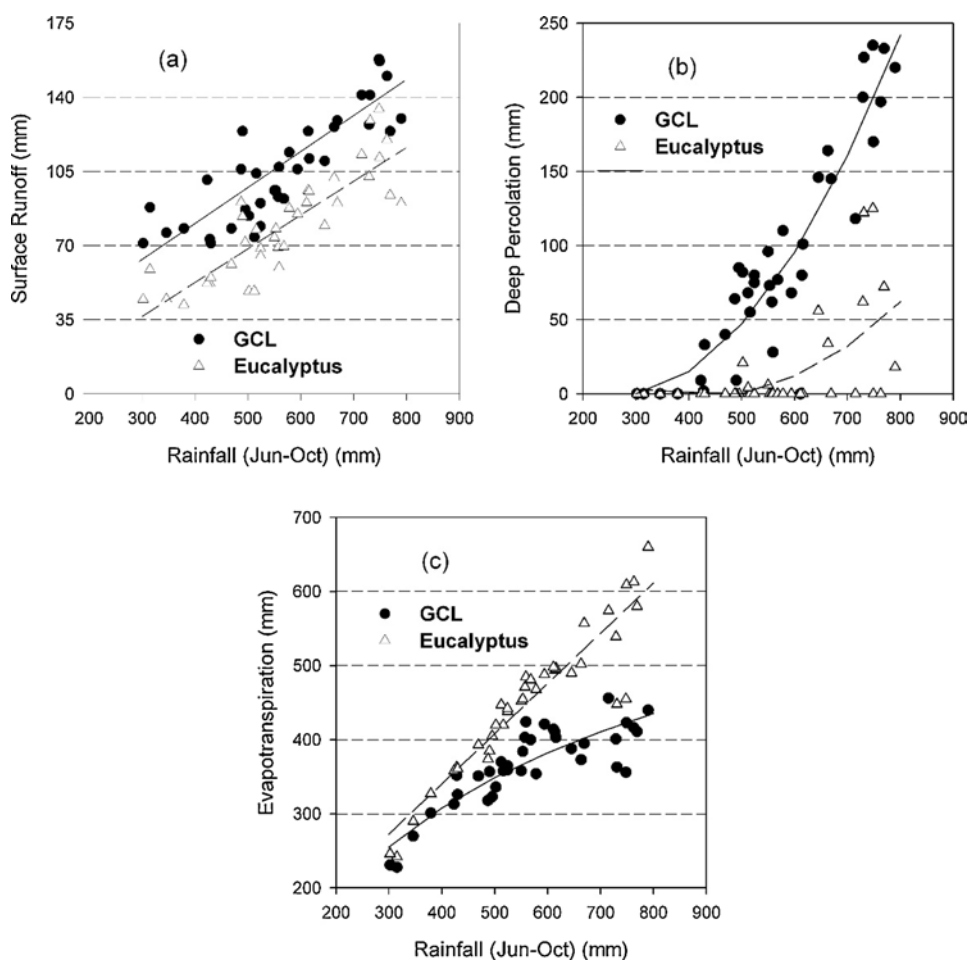 175
140
105
70
35
0
Surface Runoff (mm)
(a)
GCL
Eucalyptus
200 300 400 500 600 700 800 900
Rainfall (Jun-Oct) (mm)
250
200
150
100
50
0
Deep Percolation (mm)
(b)
GCL
Eucalyptus
200 300 400 500 600 700 800 900
Rainfall (Jun-Oct) (mm)
700
600
500
400
300
200
Evapotranspiration (mm)
(c)
GCL
Eucalyptus
200 300 400 500 600 700 800 900
Rainfall (Jun-Oct) (mm)